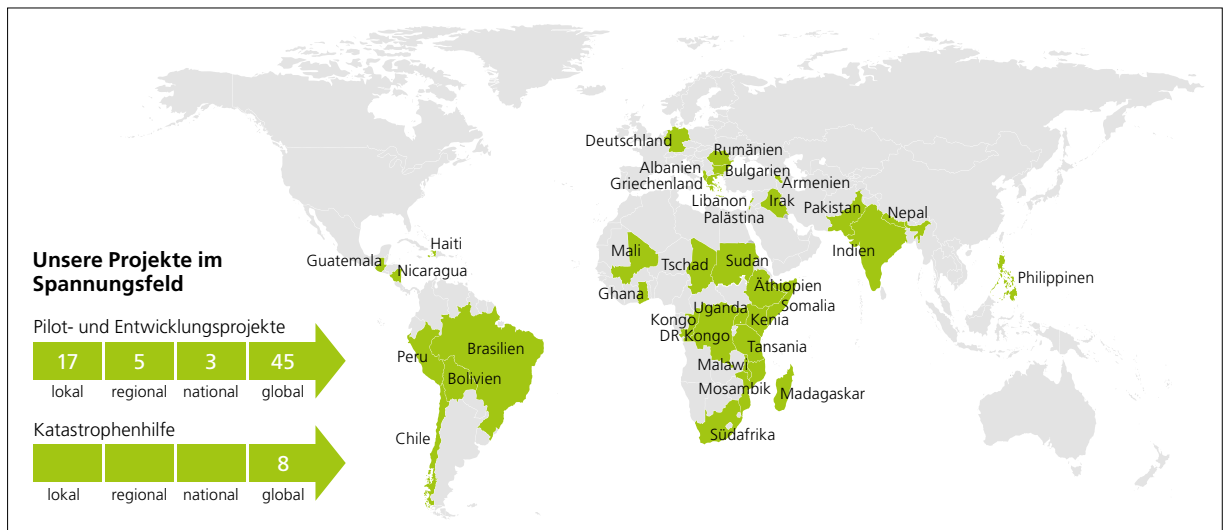 Deutschland
Rumänien
Albanien
Bulgarien
Griechenland
Armenien
Libanon
Irak
Pakistan
Nepal
Palästina
Haiti
Mali
Indien
Guatemala
Tschad
Sudan
Nicaragua
Philippinen
Äthiopien
Ghana
Uganda
Somalia
Kongo
Kenia
DR Kongo
Peru
Brasilien
Tansania
Malawi
Bolivien
Mosambik
Madagaskar
Chile
Südafrika
Unsere Projekte im
Spannungsfeld
Pilot- und Entwicklungsprojekte
17 5 3 45
lokal regional national global
Katastrophenhilfe
8
lokal regional national global